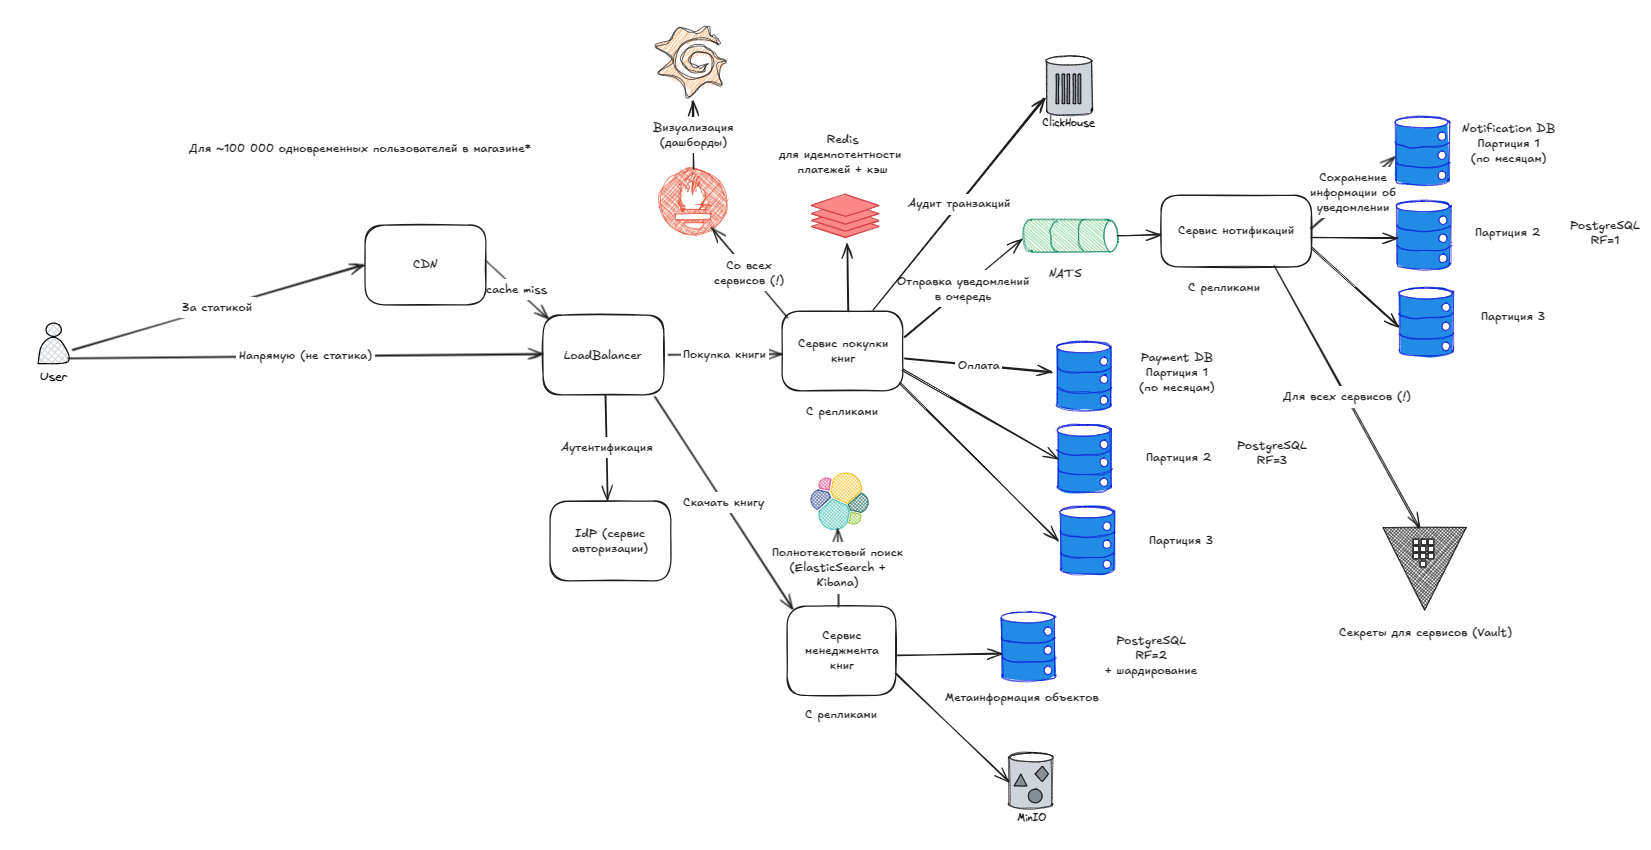 Для ~100 000 одновременных пользователей в магазине*
Визуализация
(дашборды)
Redis
для идемпотентности
платежей + кэш
ClickHouse
Notification DB
Партиция 1
(по месяцам)
Сохранение
информации об
уведомлении
Аудит транзакций
CDN
За статикой
cache miss
Со всех
сервисов (!)
Отправка уведомлений
в очередь
NATS
Сервис нотификаций
С репликами
Партиция 2
PostgreSQL
RF=1
Партиция 3
User
Напрямую (не статика)
LoadBalancer
Покупка книги
Сервис покупки
книг
С репликами
Оплата
Payment DB
Партиция 1
(по месяцам)
Для всех сервисов (!)
Аутентификация
Партиция 2
PostgreSQL
RF=3
Скачать книгу
IdP (сервис
авторизации)
Полнотекстовый поиск
(ElasticSearch +
Kibana)
Партиция 3
Секреты для сервисов (Vault)
Сервис
менеджмента
книг
С репликами
PostgreSQL
RF=2
+ шардирование
Метаинформация объектов
MinIO